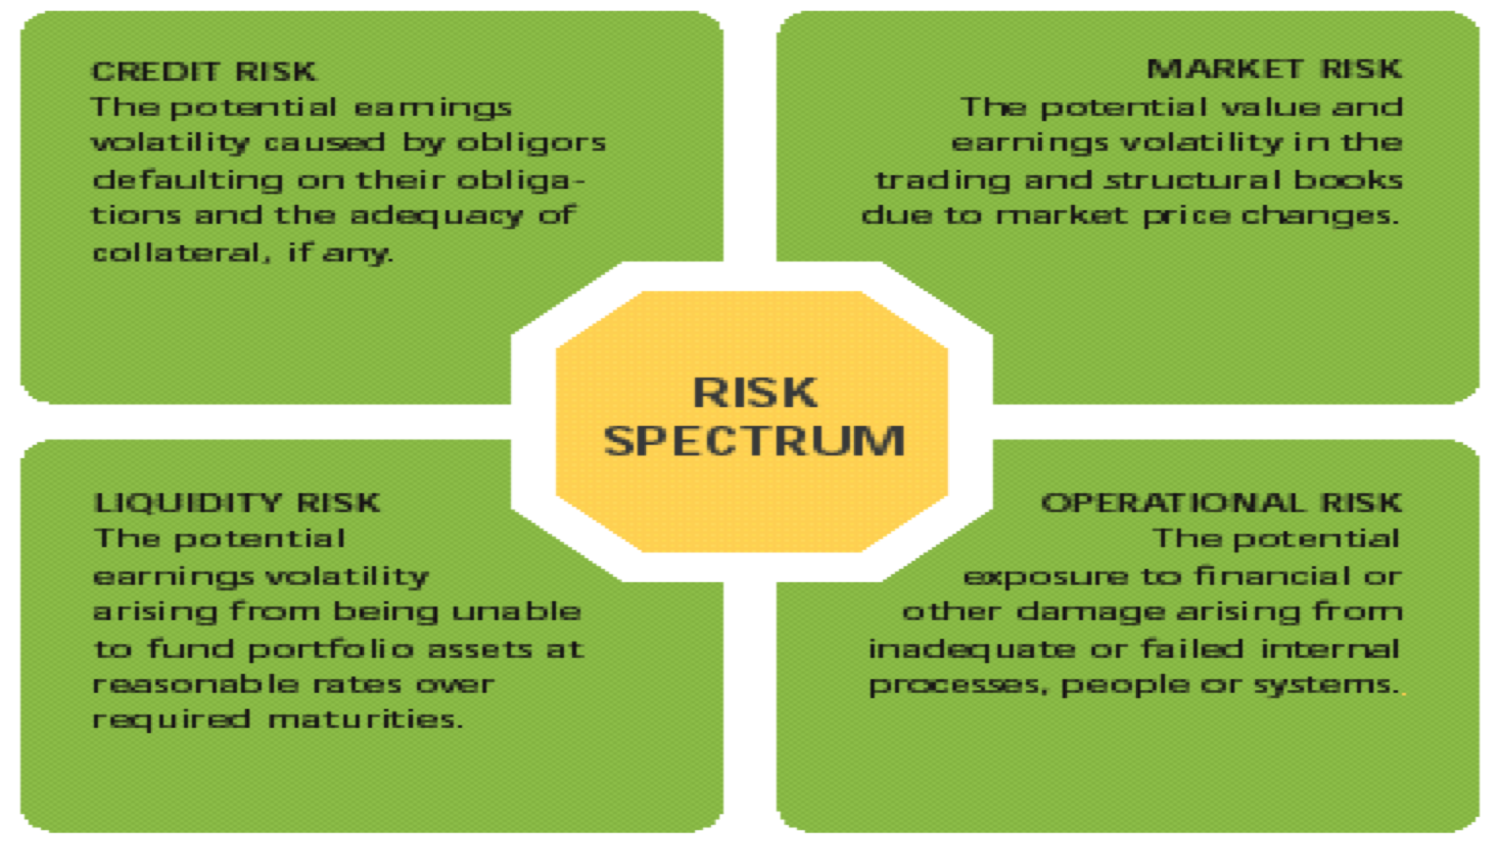 CREDIT RISK
The potential earnings
volatility caused by obligors
defaulting on their obliga-
tions and the adequacy of
collateral, if any.
MARKET RISK
The potential value and
earnings volatility in the
trading and structural books
due to market price changes.
RISK
SPECTRUM
LIQUIDITY RISK
The potential
earnings volatility
arising from being unable
to fund portfolio assets at
reasonable rates over
required maturities.
OPERATIONAL RISK
The potential
exposure to financial or
other damage arising from
inadequate or failed internal
processes, people or systems.